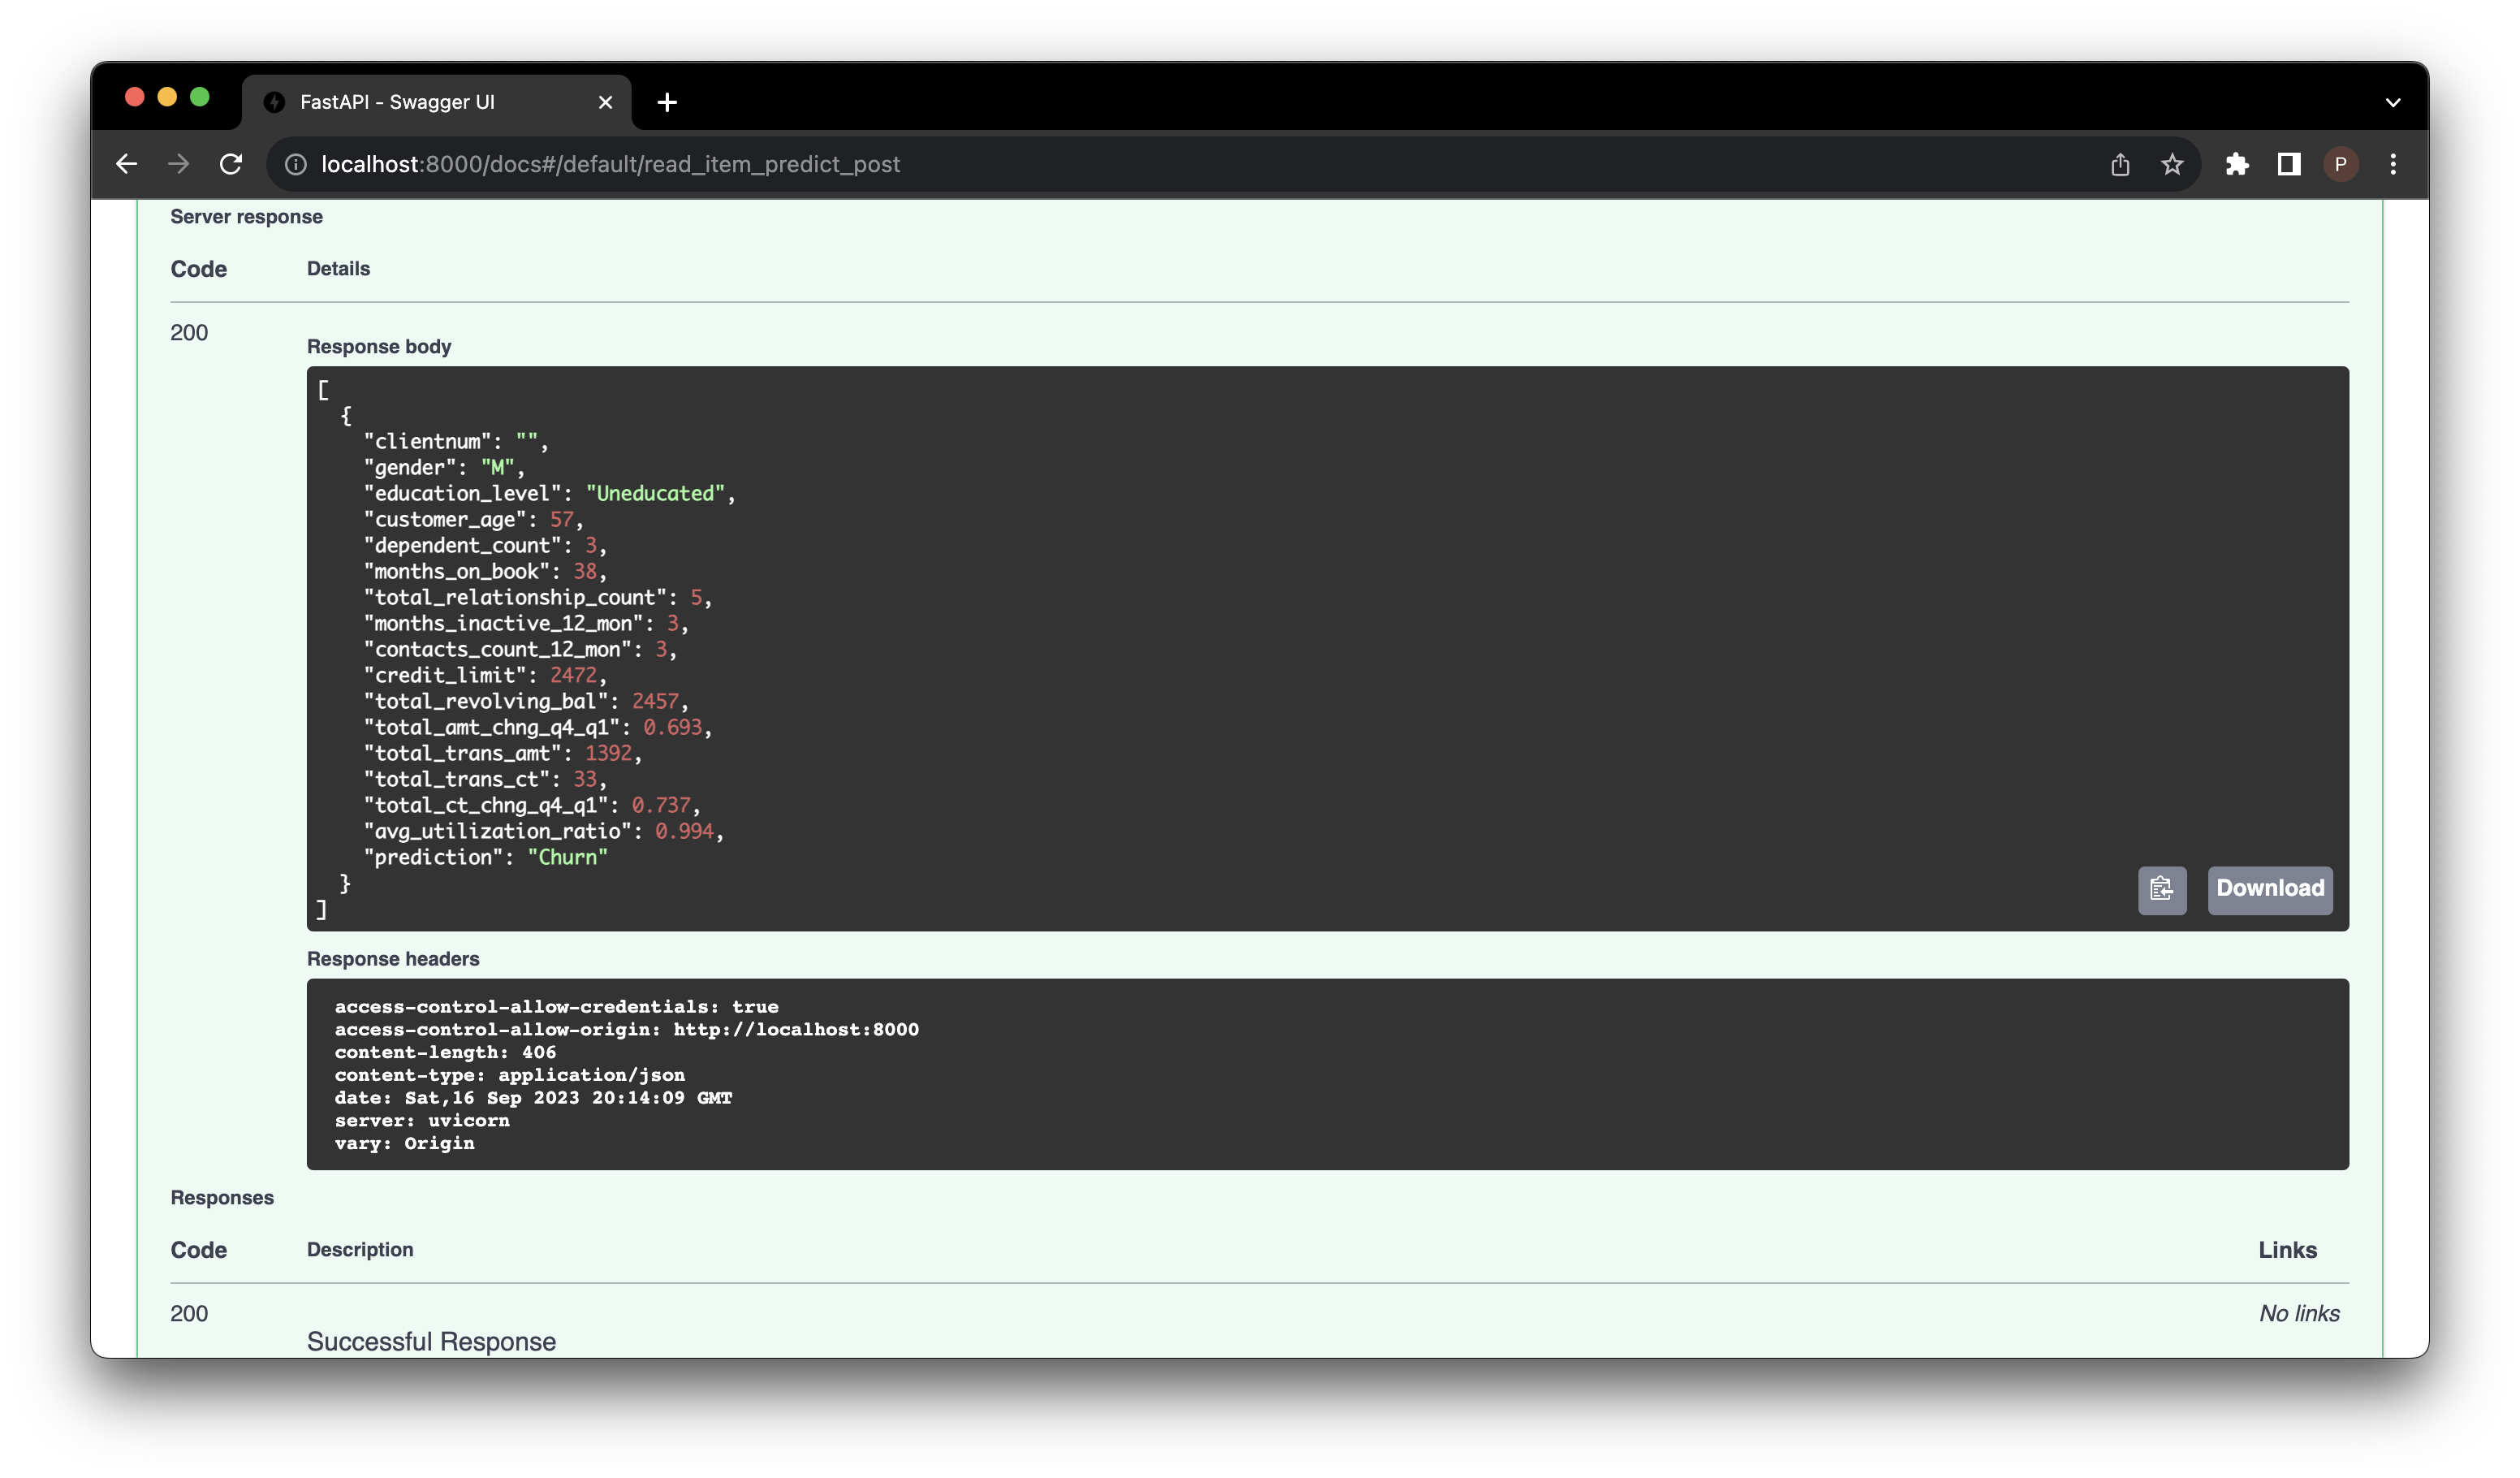 FastAPI - Swagger UI
localhost:8000/docs#/default/read_item_predict_post
P
Server response
Code Details
200
Response body
[
{
"clientnum": "",
"gender": "M",
"education_level": "Uneducated",
"customer_age": 57,
"dependent_count": 3,
"months_on_book": 38,
"total_relationship_count": 5,
"months_inactive_12_mon": 3,
"contacts_count_12_mon": 3,
"credit_limit": 2472,
"total_revolving_bal": 2457,
"total_amt_chng_q4_q1": 0.693,
"total_trans_amt": 1392,
"total_trans_ct": 33,
"total_ct_chng_q4_q1": 0.737,
"avg_utilization_ratio": 0.994,
"prediction": "Churn"
}
]
Download
Response headers
access-control-allow-credentials: true
access-control-allow-origin: http://localhost:8000
content-length: 406
content-type: application/json
date: Sat,16 Sep 2023 20:14:09 GMT
server: uvicorn
vary: Origin
Responses
Code Description Links
200 No links
Successful Response